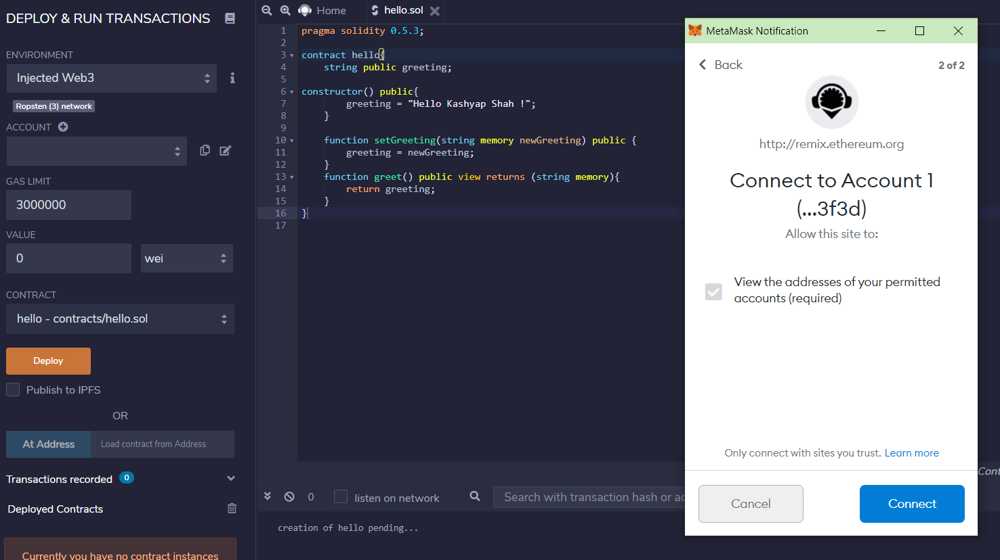 DEPLOY & RUN TRANSACTIONS
ENVIRONMENT
Injected Web3
Ropsten (3) network
ACCOUNT
GAS LIMIT
3000000
VALUE
0
wei
CONTRACT
hello - contracts/hello.sol
Deploy
Publish to IPFS
OR
At Address
Load contract from Address
Transactions recorded 0
Deployed Contracts
Currently you have no contract instances
Home
hello.sol
1 pragma solidity 0.5.3;
2
3 contract hello{
4 string public greeting;
5
6 constructor() public{
7 greeting = "Hello Kashyap Shah !";
8 }
9
10 function setGreeting(string memory newGreeting) public {
11 greeting = newGreeting;
12 }
13 function greet() public view returns (string memory){
14 return greeting;
15 }
16 }
17
0
listen on network
Search with transaction hash or ac
Cont
creation of hello pending...
MetaMask Notification
Back
2 of 2
http://remix.ethereum.org
Connect to Account 1
(...3f3d)
Allow this site to:
View the addresses of your permitted
accounts (required)
Only connect with sites you trust. Learn more
Cancel
Connect